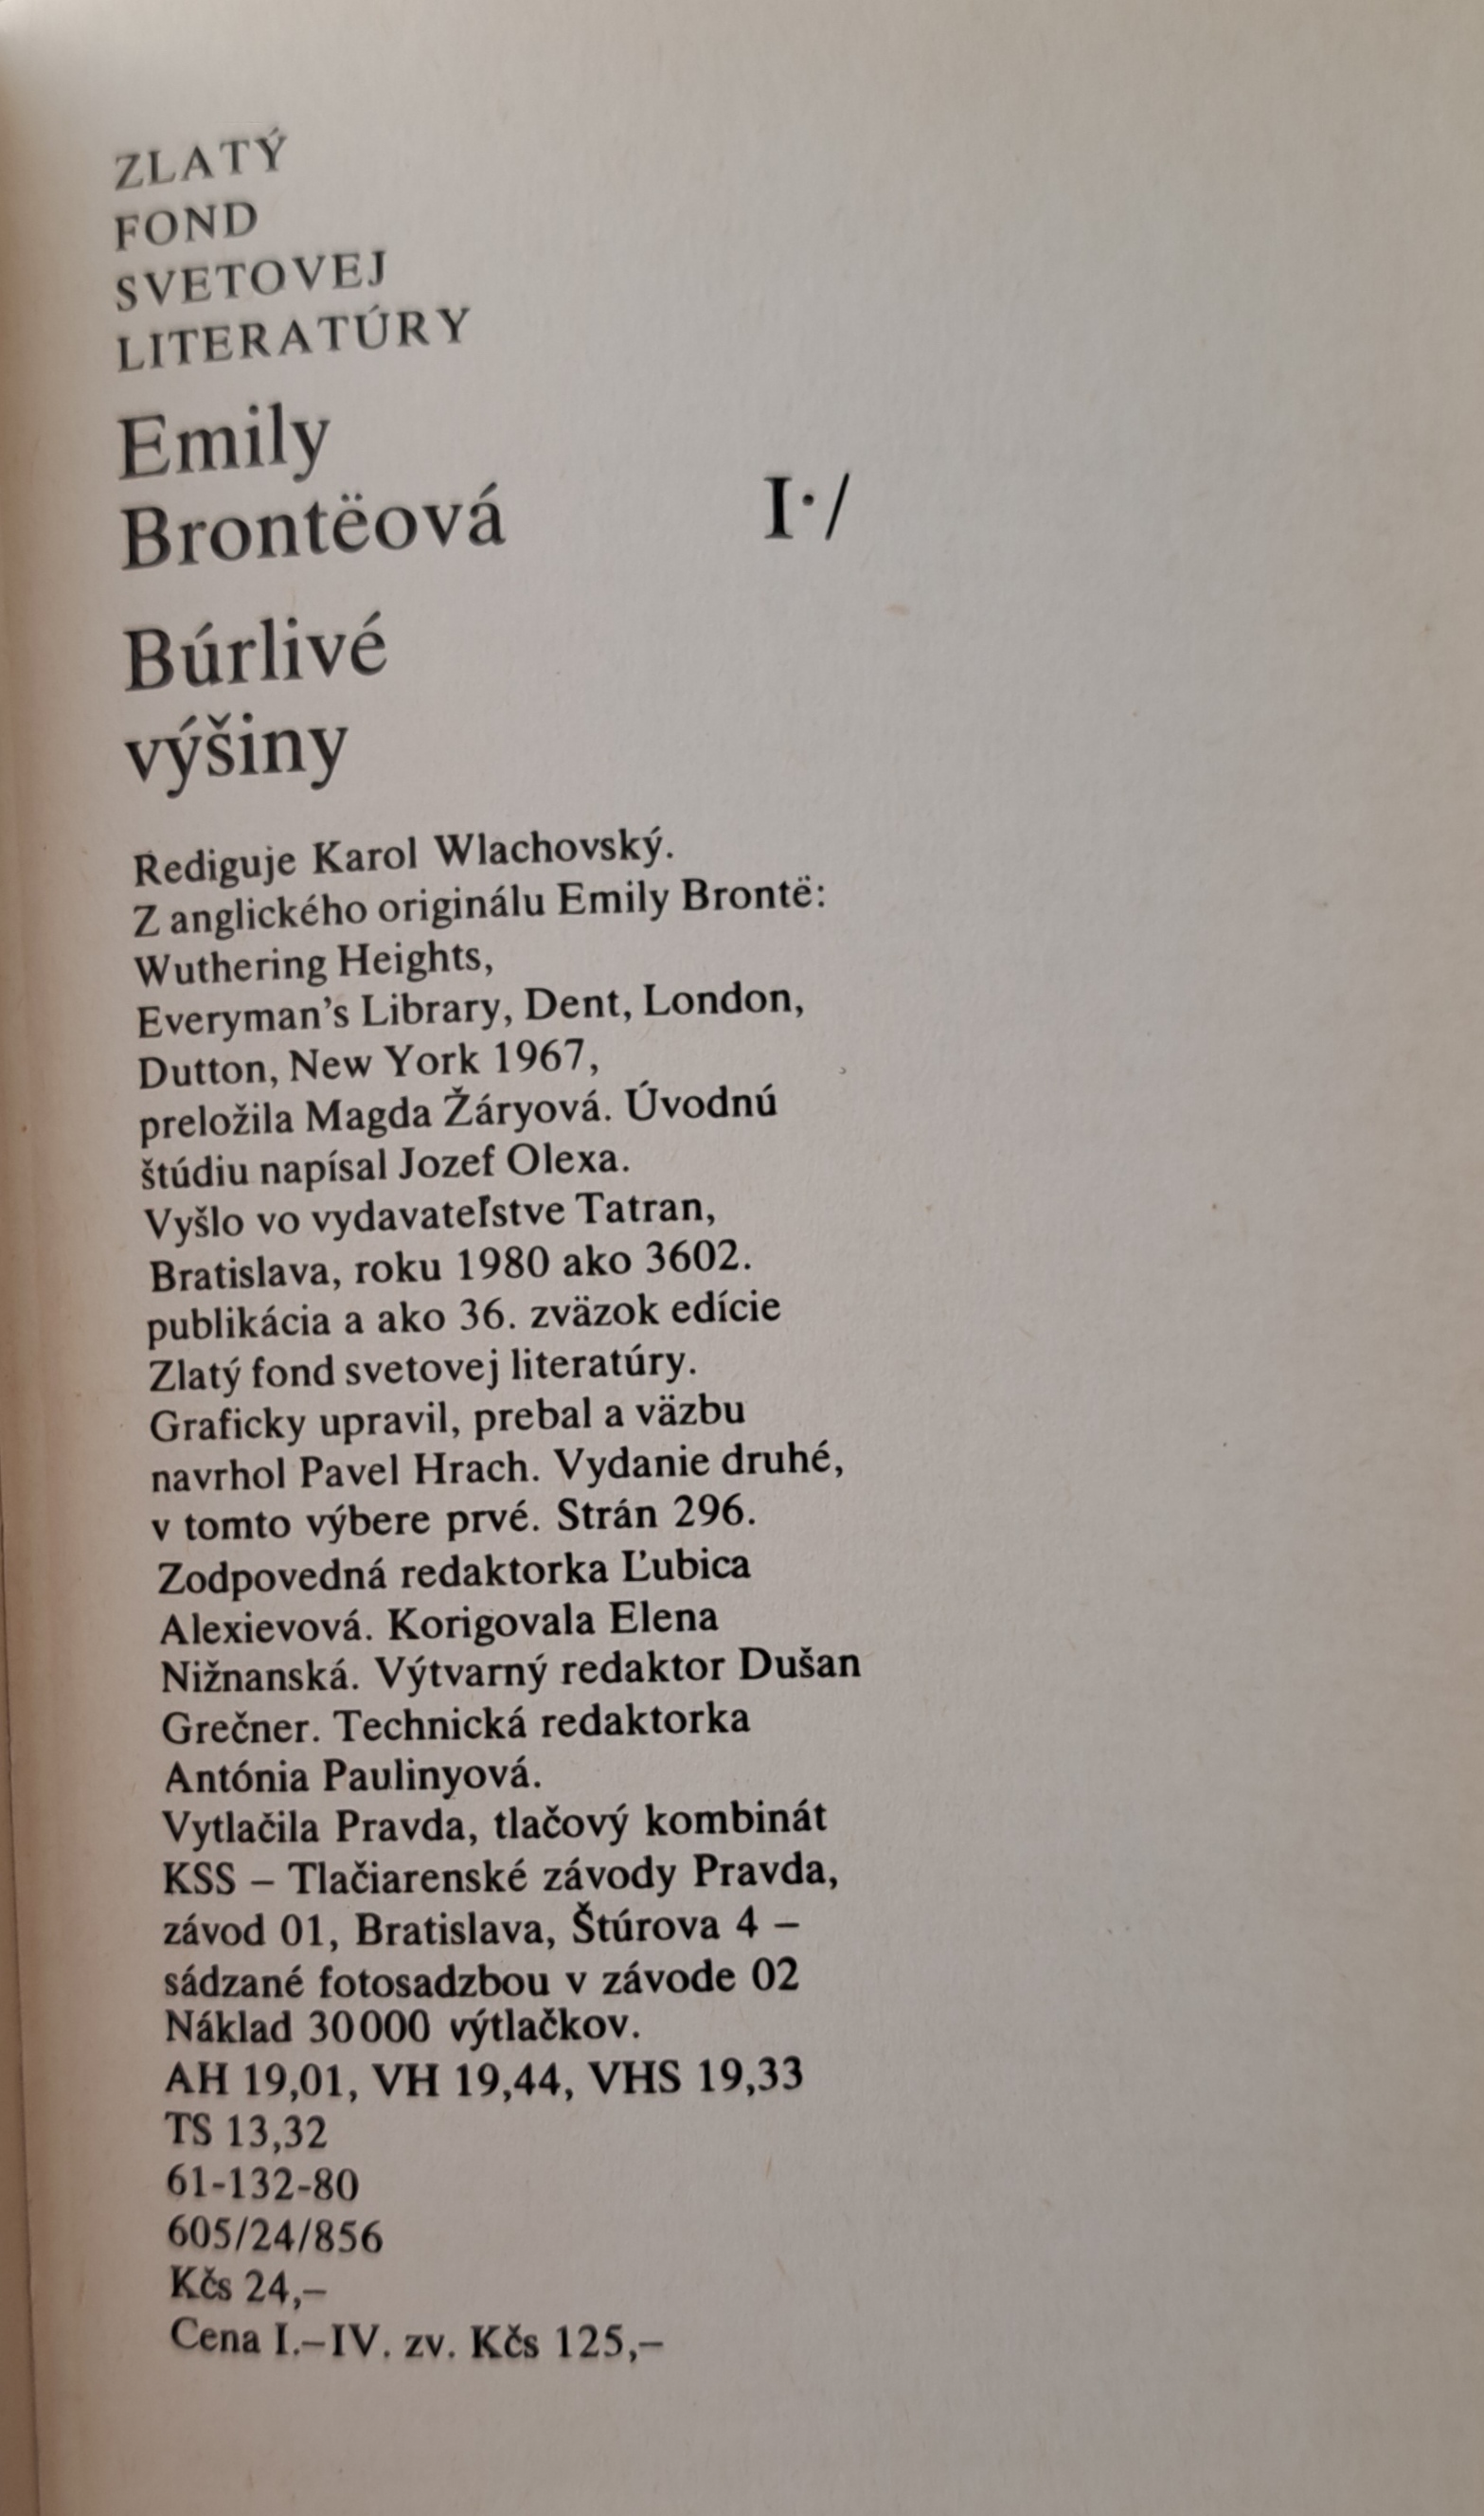 ZLATÝ
FOND
SVETOVEJ
LITERATÚRY
Emily
Brontëová
I·/
Búrlivé
výšiny
Rediguje Karol Wlachovský.
Z anglického originálu Emily Brontë:
Wuthering Heights,
Everyman's Library, Dent, London,
Dutton, New York 1967,
preložila Magda Žáryová. Úvodnú
štúdiu napísal Jozef Olexa.
Vyšlo vo vydavateľstve Tatran,
Bratislava, roku 1980 ako 3602.
publikácia a ako 36. zväzok edície
Zlatý fond svetovej literatúry.
Graficky upravil, prebal a väzbu
navrhol Pavel Hrach. Vydanie druhé,
v tomto výbere prvé. Strán 296.
Zodpovedná redaktorka Ľubica
Alexievová. Korigovala Elena
Nižnanská. Výtvarný redaktor Dušan
Grečner. Technická redaktorka
Antónia Paulinyová.
Vytlačila Pravda, tlačový kombinát
KSS – Tlačiarenské závody Pravda,
závod 01, Bratislava, Štúrova 4 –
sádzané fotosadzbou v závode 02
Náklad 30 000 výtlačkov.
AH 19,01, VH 19,44, VHS 19,33
TS 13,32
61-132-80
605/24/856
Kčs 24,–
Cena I.–IV. zv. Kčs 125,–